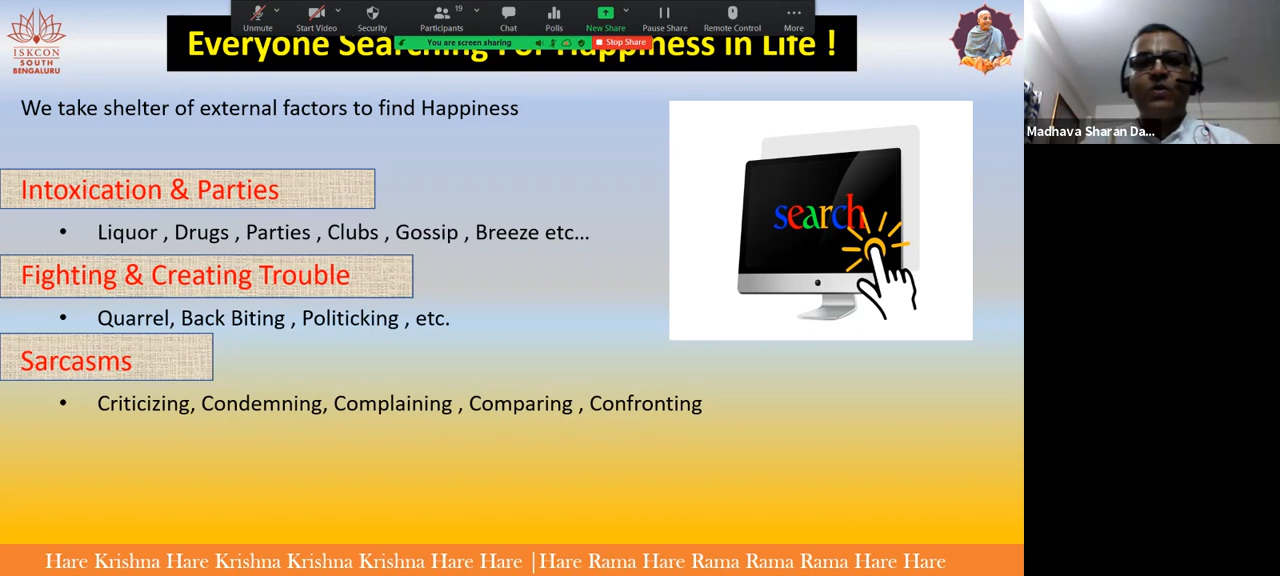 19
Unmute
Start Video
Security
Participants
Chat
Polls
New Share
Pause Share
Remote Control
More
You are screen sharing
Stop Share
Everyone Searching For Happiness in Life !
ISKCON
SOUTH
BENGALURU
Madhava Sharan Da...
We take shelter of external factors to find Happiness
Intoxication & Parties
• Liquor , Drugs , Parties , Clubs , Gossip , Breeze etc...
Fighting & Creating Trouble
• Quarrel, Back Biting , Politicking , etc.
Sarcasms
• Criticizing, Condemning, Complaining , Comparing , Confronting
search
Hare Krishna Hare Krishna Krishna Krishna Hare Hare |Hare Rama Hare Rama Rama Rama Hare Hare